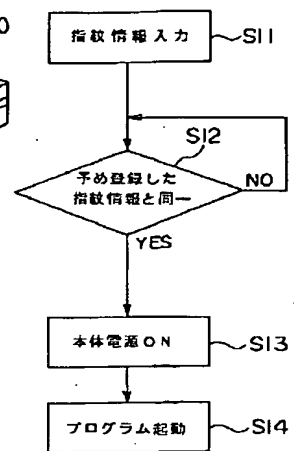 0
指紋情報入力
S11
S12
予め登録した
指紋情報と同一
NO
YES
本体電源ON
S13
プログラム起動
S14